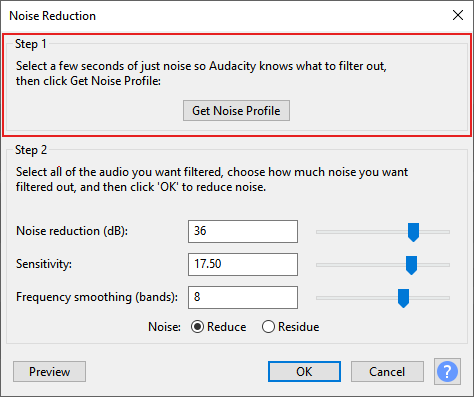 Noise Reduction
Step 1
Select a few seconds of just noise so Audacity knows what to filter out,
then click Get Noise Profile:
Get Noise Profile
Step 2
Select all of the audio you want filtered, choose how much noise you want
filtered out, and then click 'OK' to reduce noise.
Noise reduction (dB): 36
Sensitivity: 17.50
Frequency smoothing (bands): 8
Noise: Reduce Residue
Preview OK Cancel ?